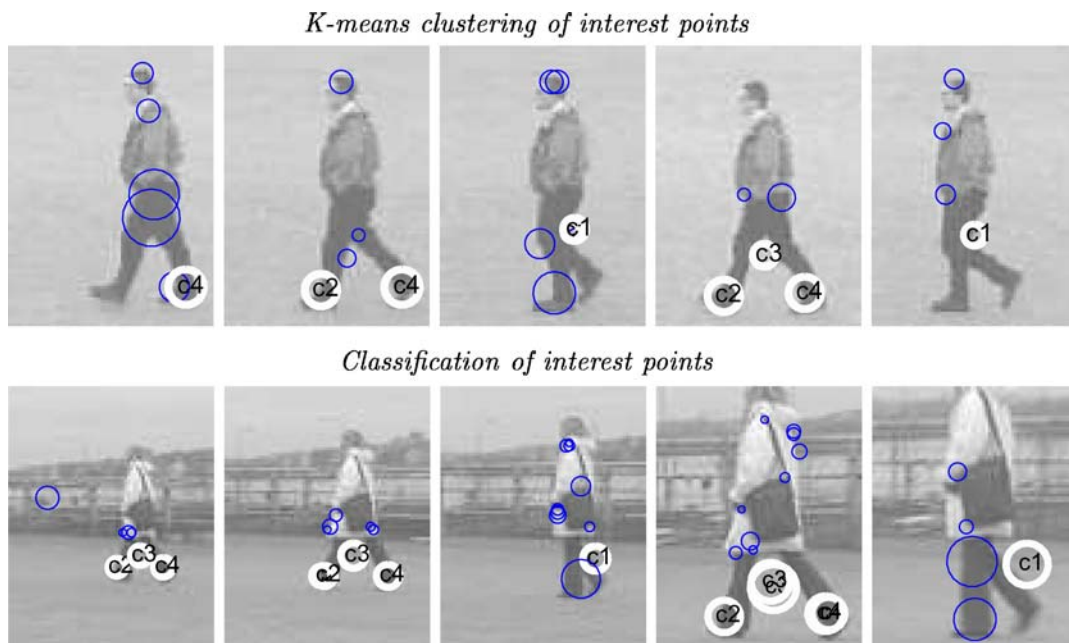 K-means clustering of interest points
c4
c2
c4
c1
c2
c3
c4
c1
Classification of interest points
c2
c3
c4
c2
c3
c4
c1
c2
c3
c4
c1